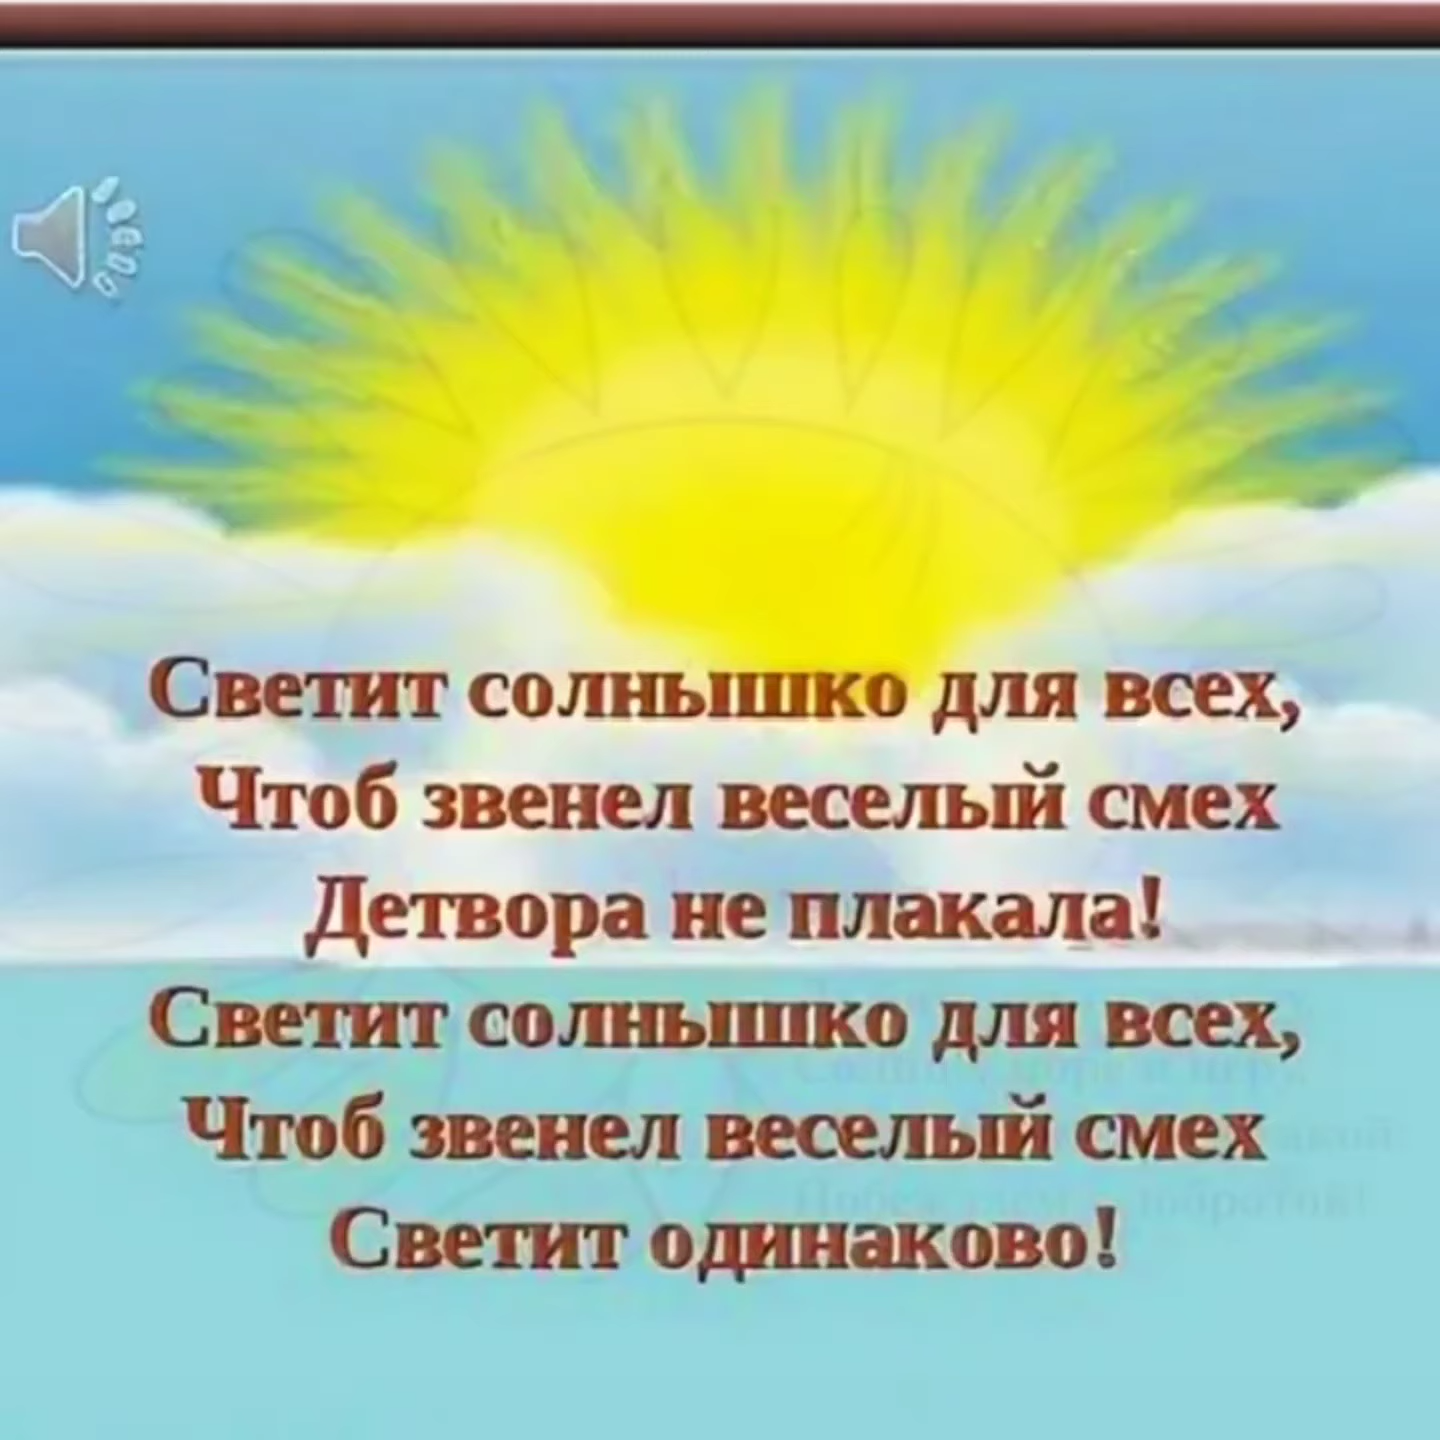 Светит солнышко для всех,
Чтоб звенел веселый смех
Детвора не плакала!
Светит солнышко для всех,
Чтоб звенел веселый смех
Светит одинаково!